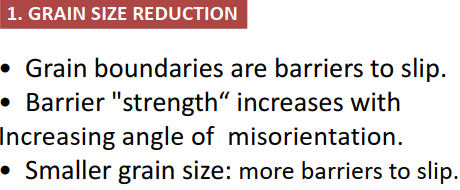 1. GRAIN SIZE REDUCTION
• Grain boundaries are barriers to slip.
• Barrier "strength“ increases with
Increasing angle of misorientation.
• Smaller grain size: more barriers to slip.